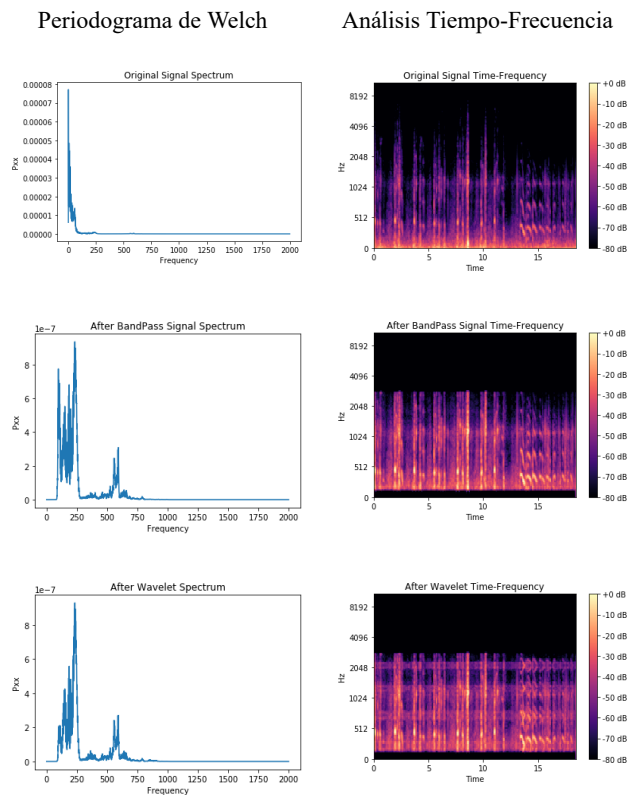 Periodograma de Welch
Análisis Tiempo-Frecuencia
Original Signal Spectrum
0.00008
0.00007
0.00006
0.00005
0.00004
0.00003
0.00002
0.00001
0.00000
Pxx
0 250 500 750 1000 1250 1500 1750 2000
Frequency
Original Signal Time-Frequency
8192
4096
2048
1024
512
0
Hz
0 5 10 15
Time
+0 dB
-10 dB
-20 dB
-30 dB
-40 dB
-50 dB
-60 dB
-70 dB
-80 dB
After BandPass Signal Spectrum
1e-7
8
6
4
2
0
Pxx
0 250 500 750 1000 1250 1500 1750 2000
Frequency
After BandPass Signal Time-Frequency
8192
4096
2048
1024
512
0
Hz
0 5 10 15
Time
+0 dB
-10 dB
-20 dB
-30 dB
-40 dB
-50 dB
-60 dB
-70 dB
-80 dB
After Wavelet Spectrum
1e-7
8
6
4
2
0
Pxx
0 250 500 750 1000 1250 1500 1750 2000
Frequency
After Wavelet Time-Frequency
8192
4096
2048
1024
512
0
Hz
0 5 10 15
Time
+0 dB
-10 dB
-20 dB
-30 dB
-40 dB
-50 dB
-60 dB
-70 dB
-80 dB